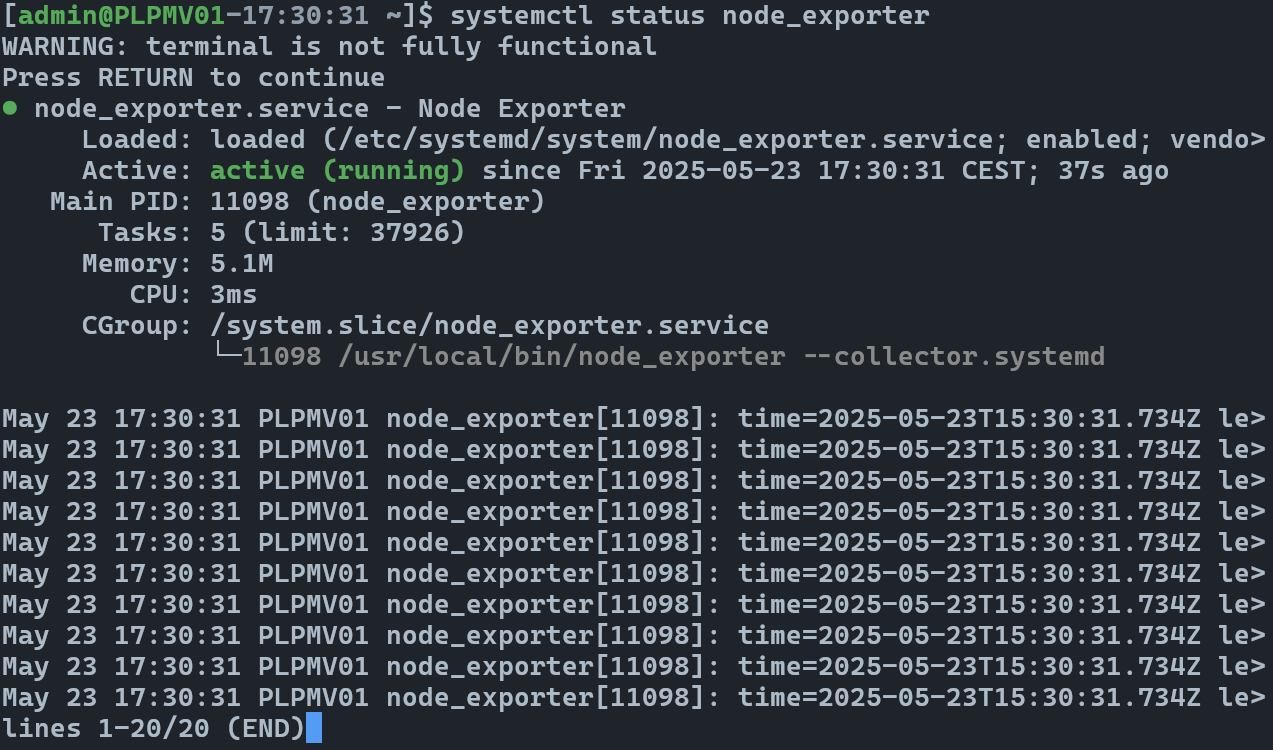 [admin@PLPMV01-17:30:31 ~]$ systemctl status node_exporter
WARNING: terminal is not fully functional
Press RETURN to continue
● node_exporter.service - Node Exporter
     Loaded: loaded (/etc/systemd/system/node_exporter.service; enabled; vendo>
     Active: active (running) since Fri 2025-05-23 17:30:31 CEST; 37s ago
   Main PID: 11098 (node_exporter)
      Tasks: 5 (limit: 37926)
     Memory: 5.1M
        CPU: 3ms
     CGroup: /system.slice/node_exporter.service
             └─11098 /usr/local/bin/node_exporter --collector.systemd

May 23 17:30:31 PLPMV01 node_exporter[11098]: time=2025-05-23T15:30:31.734Z le>
May 23 17:30:31 PLPMV01 node_exporter[11098]: time=2025-05-23T15:30:31.734Z le>
May 23 17:30:31 PLPMV01 node_exporter[11098]: time=2025-05-23T15:30:31.734Z le>
May 23 17:30:31 PLPMV01 node_exporter[11098]: time=2025-05-23T15:30:31.734Z le>
May 23 17:30:31 PLPMV01 node_exporter[11098]: time=2025-05-23T15:30:31.734Z le>
May 23 17:30:31 PLPMV01 node_exporter[11098]: time=2025-05-23T15:30:31.734Z le>
May 23 17:30:31 PLPMV01 node_exporter[11098]: time=2025-05-23T15:30:31.734Z le>
May 23 17:30:31 PLPMV01 node_exporter[11098]: time=2025-05-23T15:30:31.734Z le>
May 23 17:30:31 PLPMV01 node_exporter[11098]: time=2025-05-23T15:30:31.734Z le>
May 23 17:30:31 PLPMV01 node_exporter[11098]: time=2025-05-23T15:30:31.734Z le>
lines 1-20/20 (END)